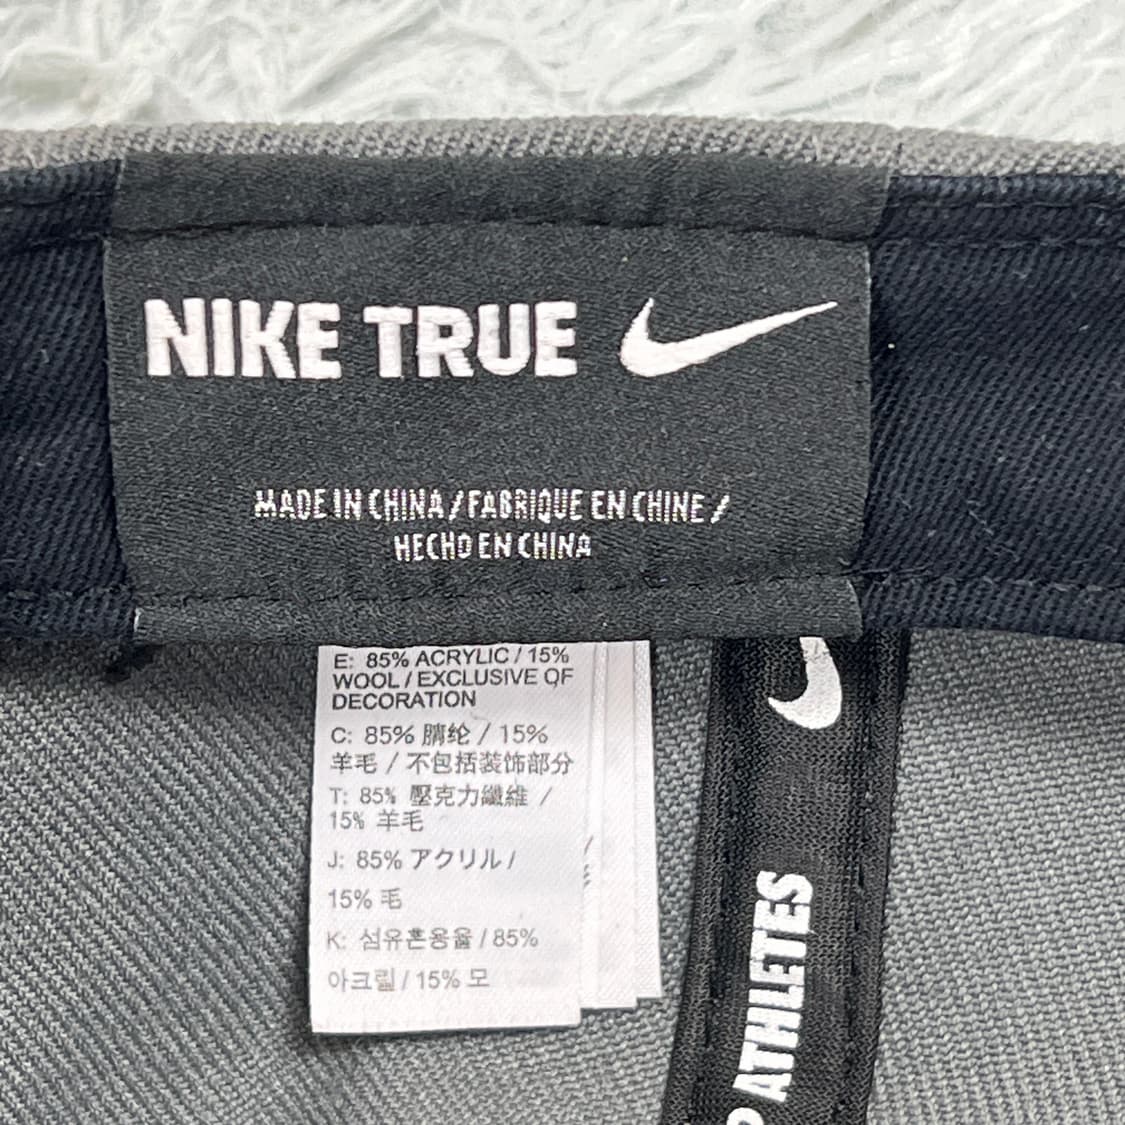 NIKE TRUE
MADE IN CHINA / FABRIQUE EN CHINE /
HECHO EN CHINA
E: 85% ACRYLIC / 15%
WOOL / EXCLUSIVE OF
DECORATION
C: 85% 腈纶 / 15%
羊毛 / 不包括装饰部分
T: 85% 壓克力纖維 /
15% 羊毛
J: 85% アクリル /
15% 毛
K: 섬유혼용율 / 85%
아크릴 / 15% 모
ATHLETES